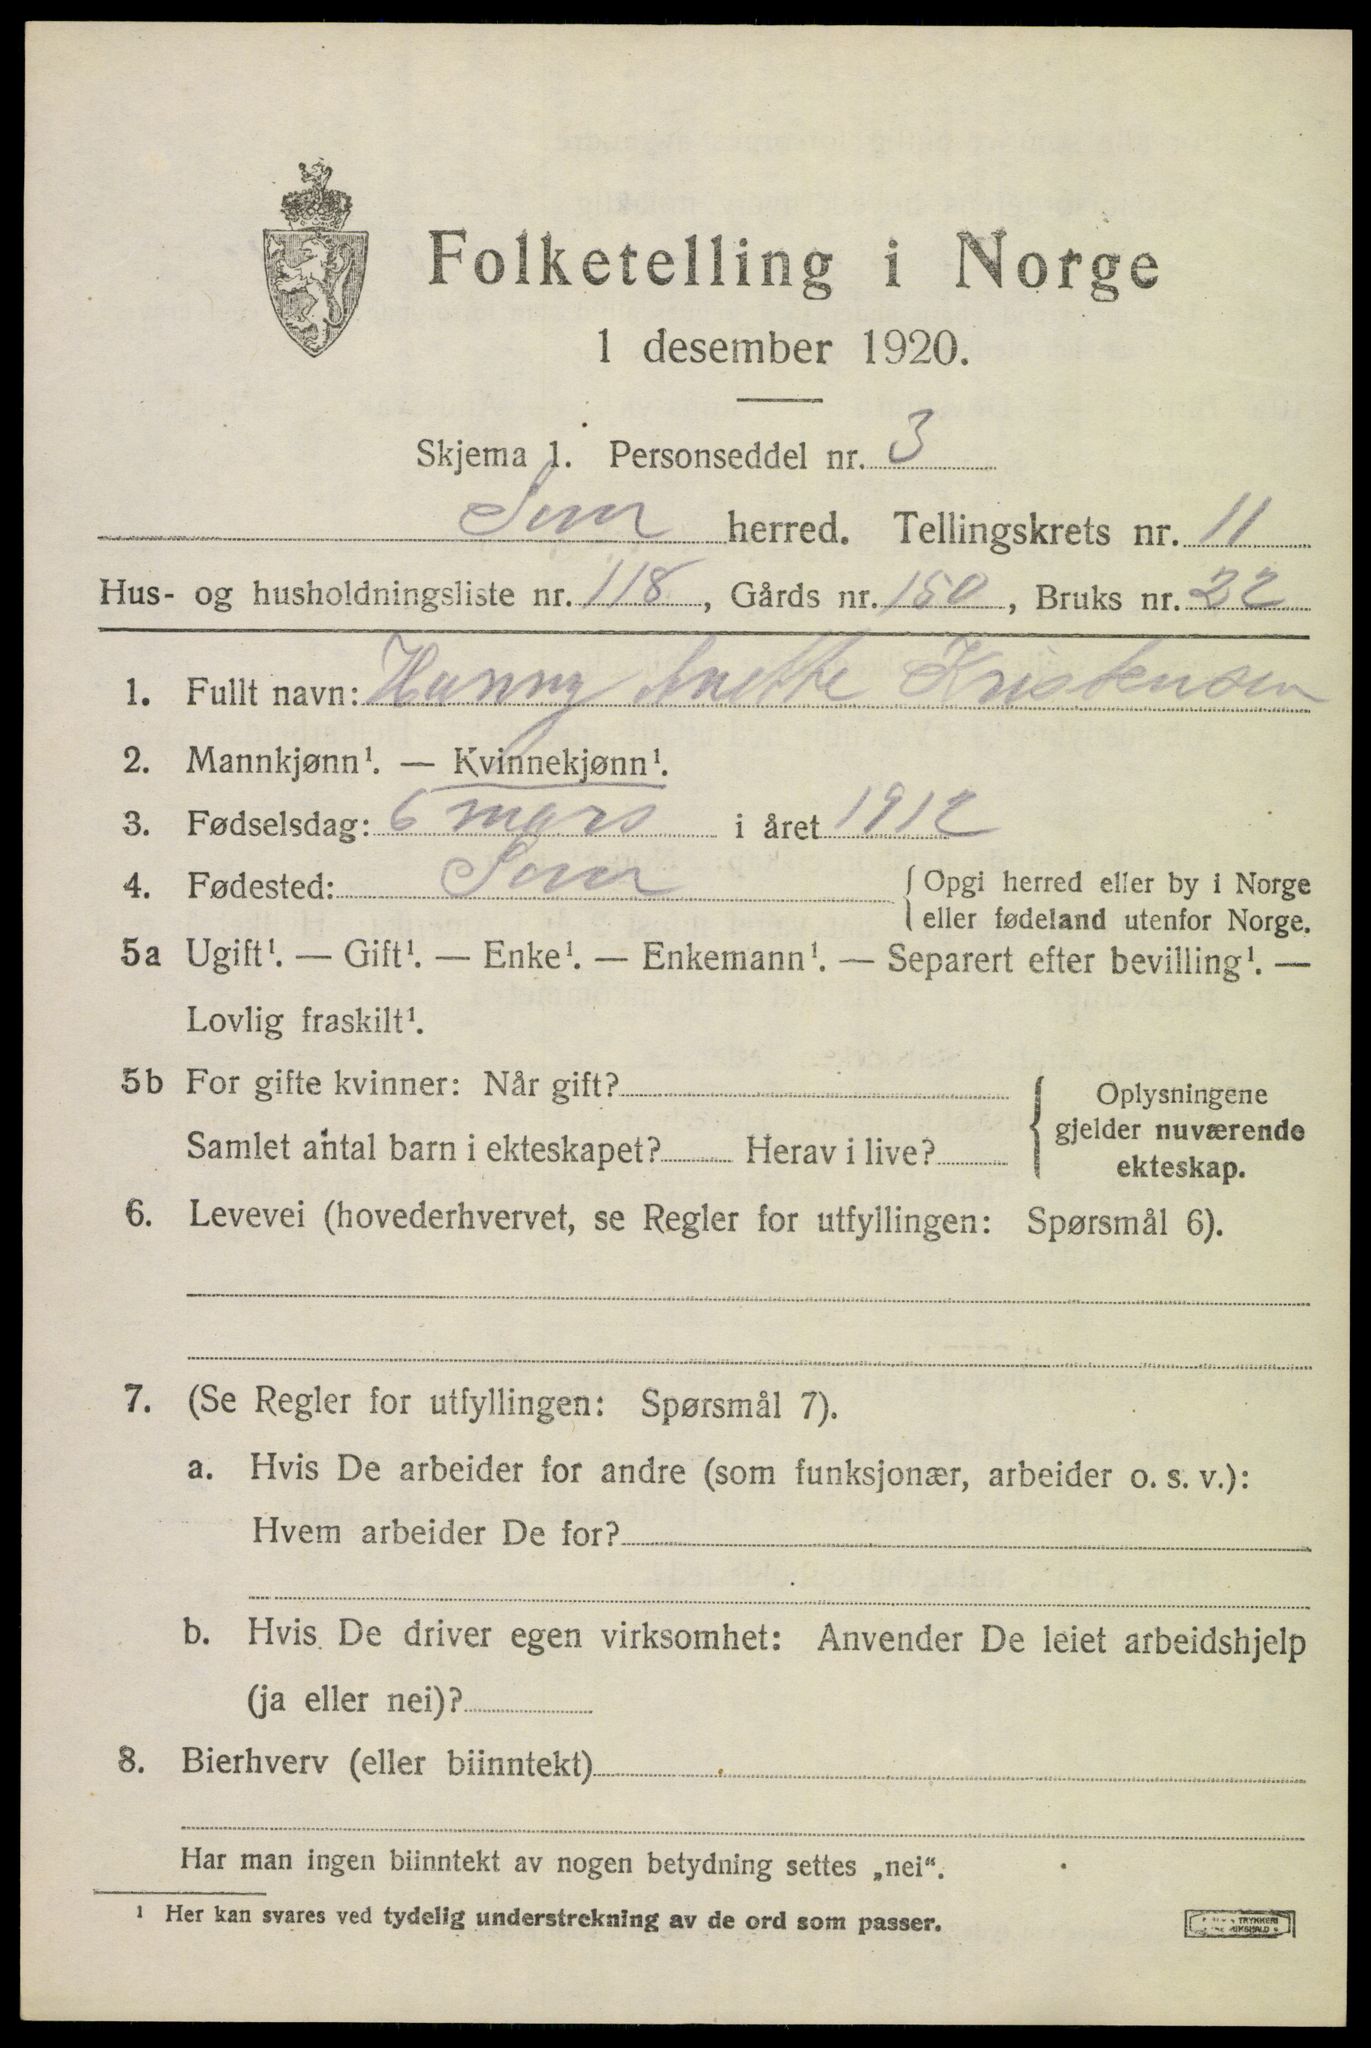 Folketelling i Norge
1 desember 1920.
Skjema 1. Personseddel nr. 3
Sem herred. Tellingskrets nr. 11
Hus- og husholdningsliste nr. 118, Gårds nr. 150, Bruks nr. 22
1. Fullt navn: Hanny Anette Kristensen
2. Mannkjønn¹. — Kvinnekjønn¹.
3. Fødselsdag: 6 mars i året 1912
4. Fødested: Sem { Opgi herred eller by i Norge
eller fødeland utenfor Norge.
5a Ugift¹. — Gift¹. — Enke¹. — Enkemann¹. — Separert efter bevilling¹. —
Lovlig fraskilt¹.
5b For gifte kvinner: Når gift?
Samlet antal barn i ekteskapet? Herav i live?
{ Oplysningene
gjelder nuværende
ekteskap.
6. Levevei (hovederhvervet, se Regler for utfyllingen: Spørsmål 6).
7. (Se Regler for utfyllingen: Spørsmål 7).
a. Hvis De arbeider for andre (som funksjonær, arbeider o. s. v.):
Hvem arbeider De for?
b. Hvis De driver egen virksomhet: Anvender De leiet arbeidshjelp
(ja eller nei)?
8. Bierhverv (eller biinntekt)
Har man ingen biinntekt av nogen betydning settes „nei“.
¹ Her kan svares ved tydelig understrekning av de ord som passer.
TRYKKERI